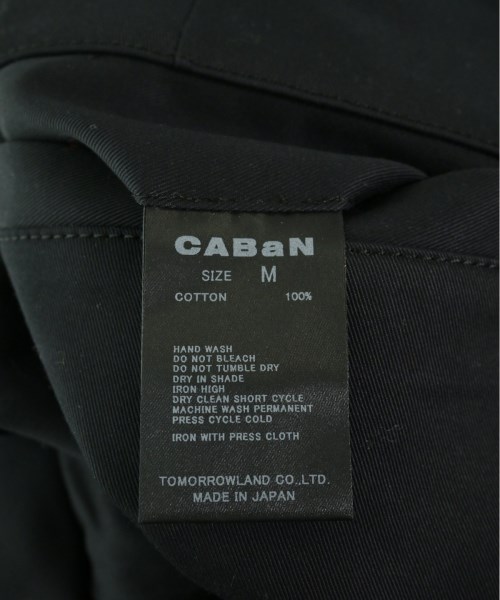 CABaN
SIZE M
COTTON 100%
HAND WASH
DO NOT BLEACH
DO NOT TUMBLE DRY
DRY IN SHADE
IRON HIGH
DRY CLEAN SHORT CYCLE
MACHINE WASH PERMANENT
PRESS CYCLE COLD
IRON WITH PRESS CLOTH
TOMORROWLAND CO.,LTD.
MADE IN JAPAN